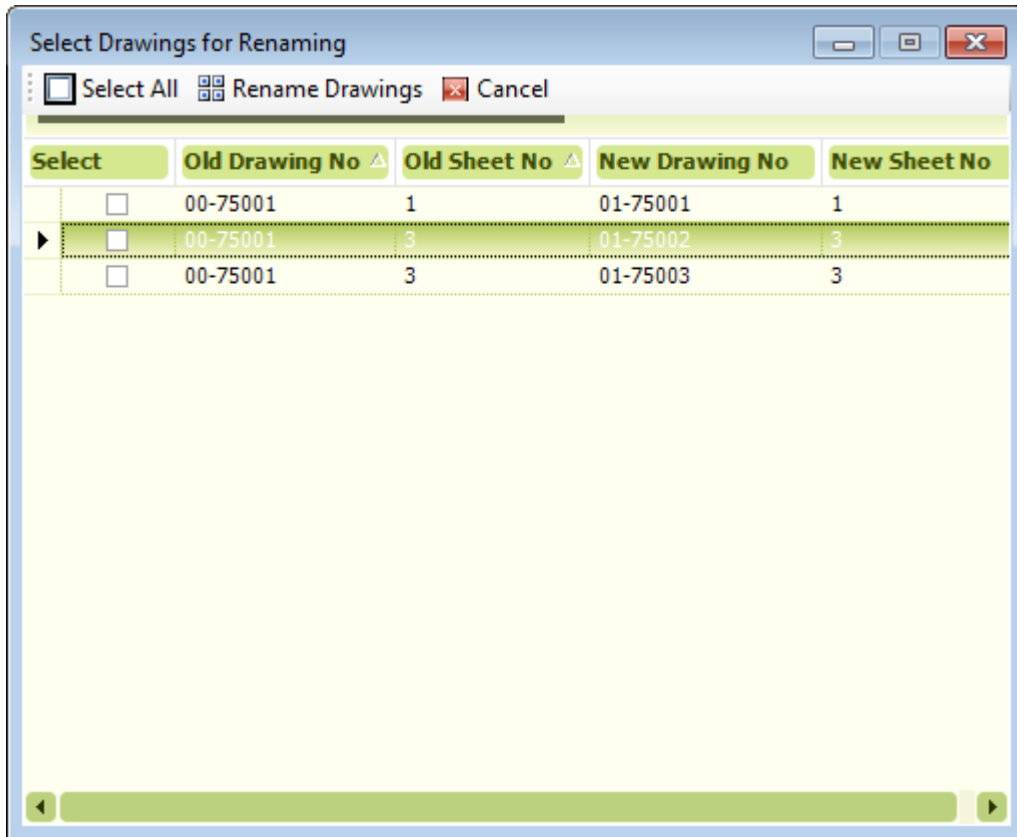 Select Drawings for Renaming
Select All Rename Drawings Cancel
Select Old Drawing No Old Sheet No New Drawing No New Sheet No
00-75001 1 01-75001 1
00-75001 3 01-75002 3
00-75001 3 01-75003 3